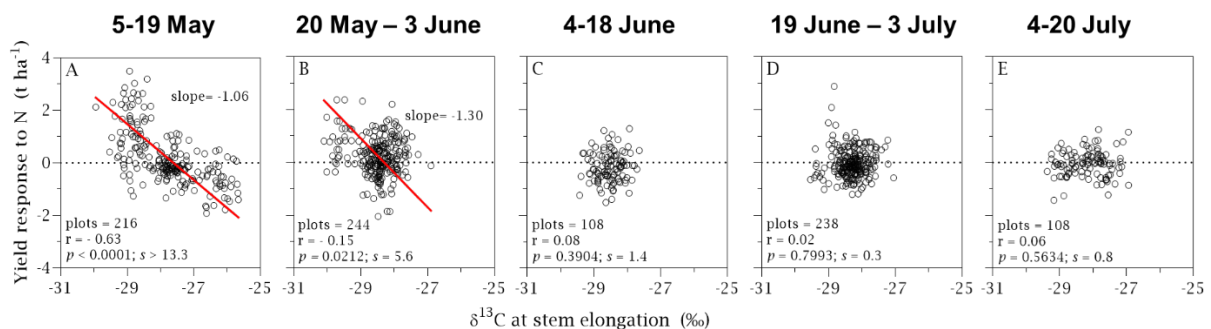 5-19 May
20 May – 3 June
4-18 June
19 June – 3 July
4-20 July
Yield response to N (t ha⁻¹)
4
2
0
-2
-4
A
slope= -1.06
plots = 216
r = - 0.63
p < 0.0001; s > 13.3
-31
-29
-27
-25
B
slope= -1.30
plots = 244
r = - 0.15
p = 0.0212; s = 5.6
-31
-29
-27
-25
C
plots = 108
r = 0.08
p = 0.3904; s = 1.4
-31
-29
-27
-25
D
plots = 238
r = 0.02
p = 0.7993; s = 0.3
-31
-29
-27
-25
E
plots = 108
r = 0.06
p = 0.5634; s = 0.8
-31
-29
-27
-25
δ¹³C at stem elongation (‰)